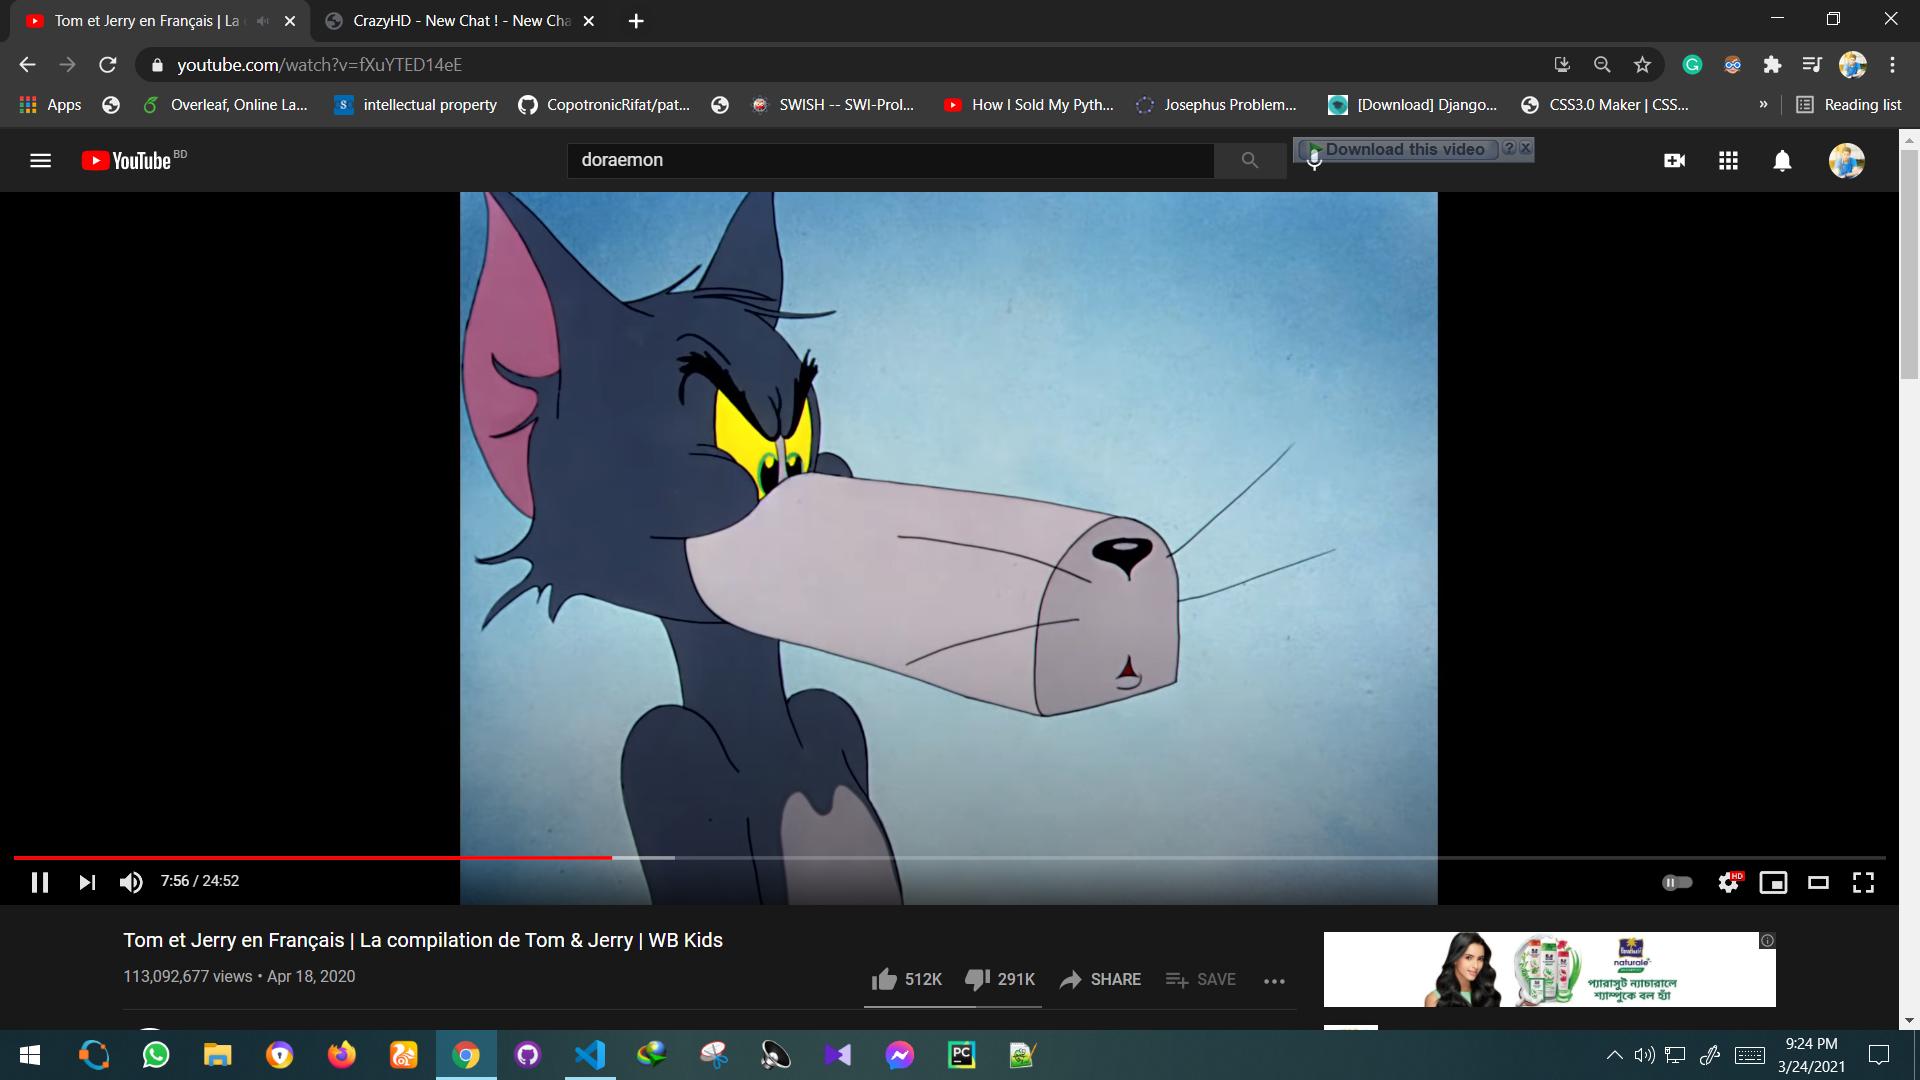 Tom et Jerry en Français | La
CrazyHD - New Chat ! - New Cha
youtube.com/watch?v=fXuYTED14eE
Apps
Overleaf, Online La...
S
intellectual property
CopotronicRifat/pat...
SWISH -- SWI-Prol...
How I Sold My Pyth...
Josephus Problem...
[Download] Django...
CSS3.0 Maker | CSS...
»
Reading list
YouTube BD
doraemon
Download this video ? X
7:56 / 24:52
HD
Tom et Jerry en Français | La compilation de Tom & Jerry | WB Kids
113,092,677 views • Apr 18, 2020
512K
291K
SHARE
SAVE
naturale
প্যারাসুট ন্যাচারালে
শ্যাম্পুকে বল হ্যাঁ
PC
9:24 PM
3/24/2021